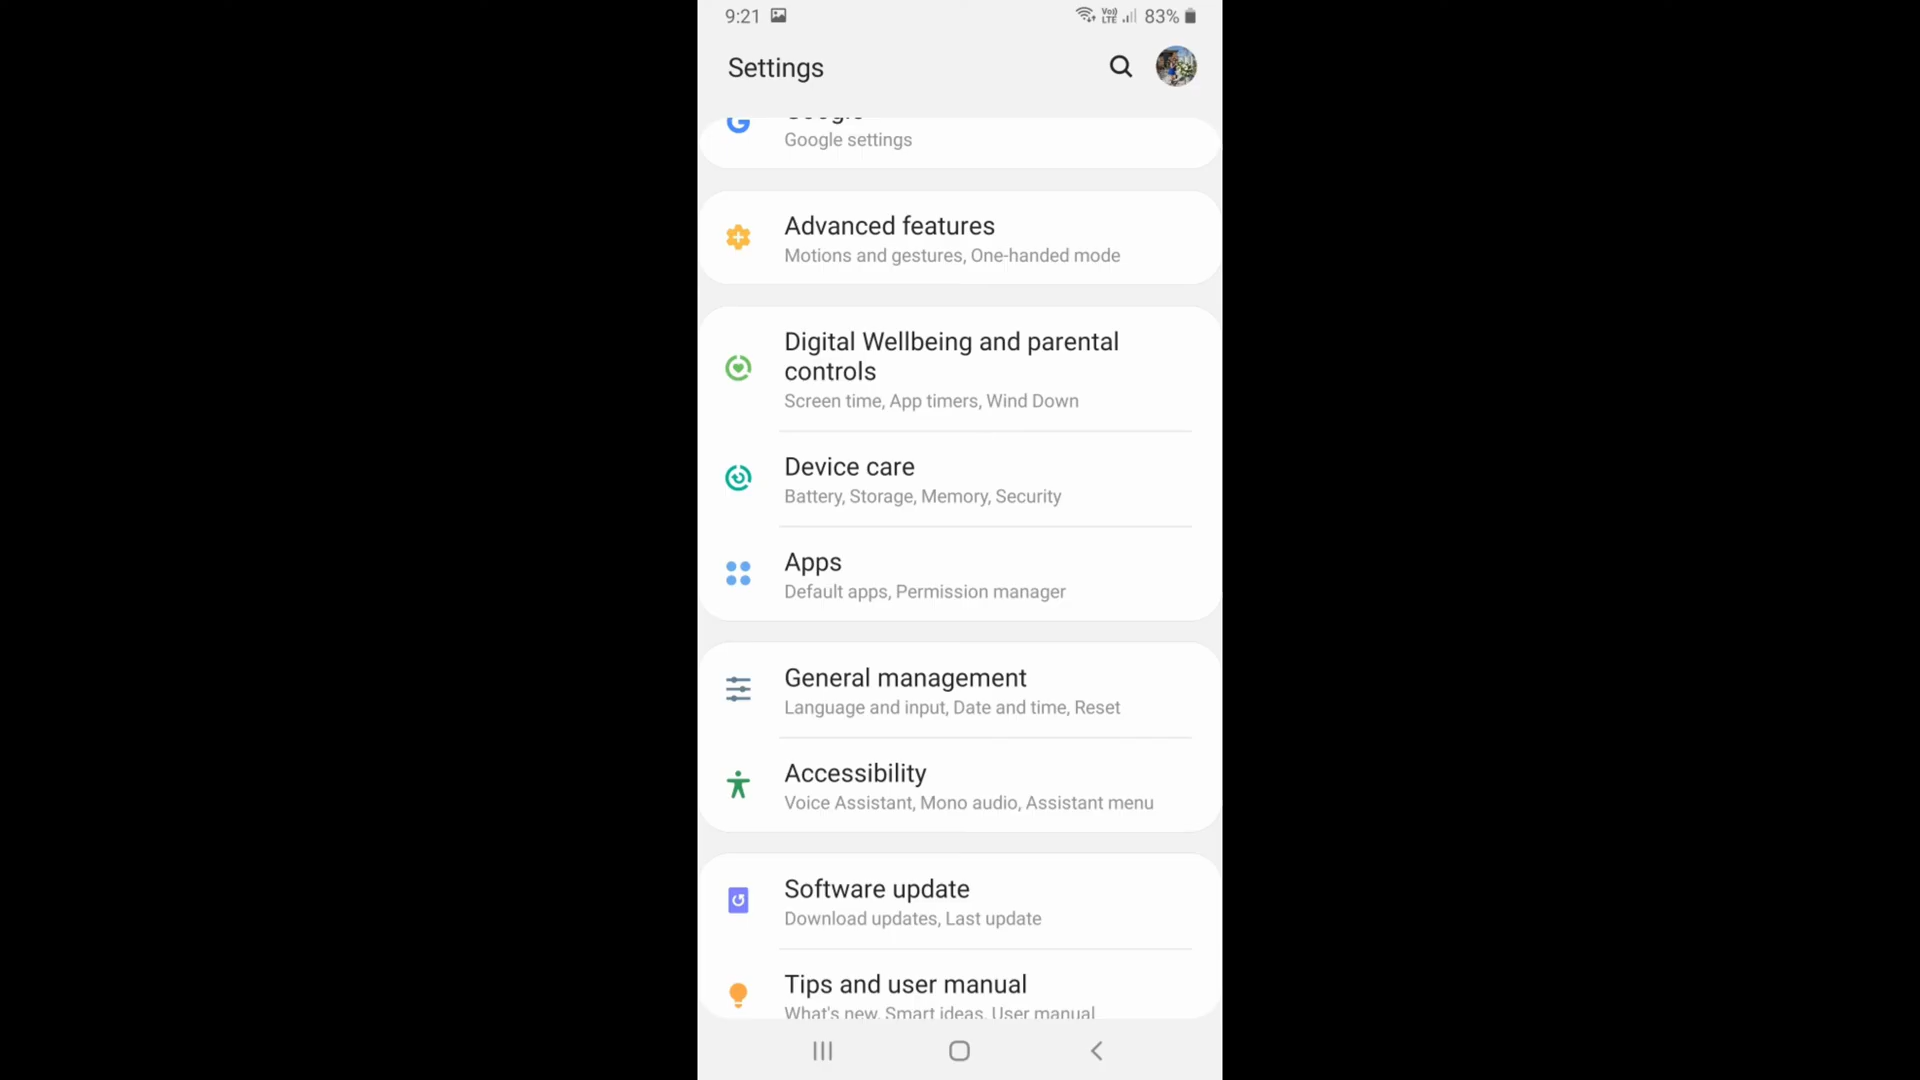 9:21 Vo) LTE 83%
Settings
Google
Google settings
Advanced features
Motions and gestures, One-handed mode
Digital Wellbeing and parental
controls
Screen time, App timers, Wind Down
Device care
Battery, Storage, Memory, Security
Apps
Default apps, Permission manager
General management
Language and input, Date and time, Reset
Accessibility
Voice Assistant, Mono audio, Assistant menu
Software update
Download updates, Last update
Tips and user manual
What's new, Smart ideas, User manual